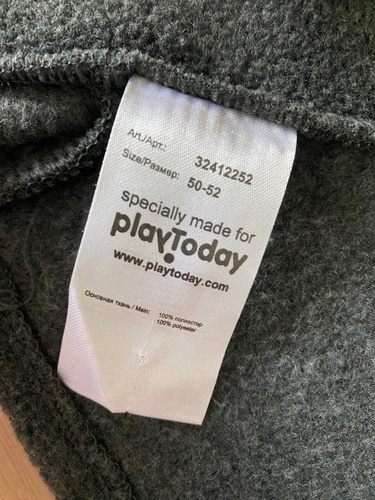 Art./Арт.: 32412252
Size/Размер: 50-52
specially made for
playToday
www.playtoday.com
Основная ткань / Main: 100% полиэстер
100% polyester